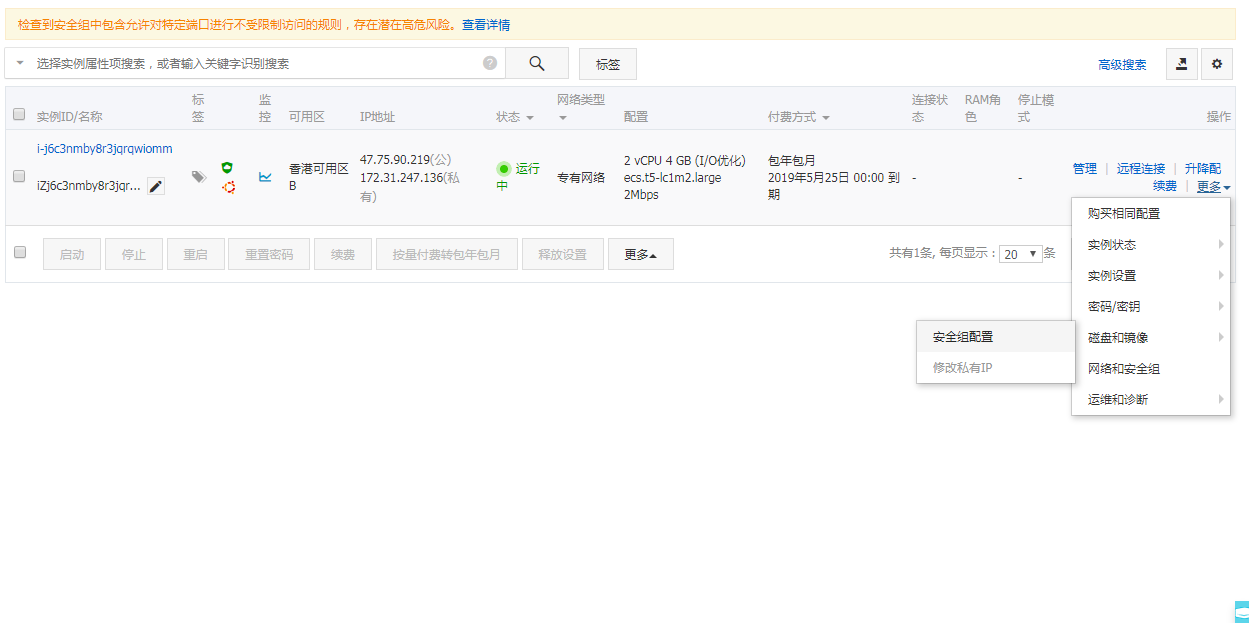 检查到安全组中包含允许对特定端口进行不受限制访问的规则，存在潜在高危风险。查看详情
选择实例属性项搜索，或者输入关键字识别搜索
?
标签
高级搜索
实例ID/名称
标
签
监
控
可用区
IP地址
状态
网络类型
配置
付费方式
连接状
态
RAM角
色
停止模
式
操作
i-j6c3nmby8r3jqrqwiomm
iZj6c3nmby8r3jqr...
香港可用区
B
47.75.90.219(公)
172.31.247.136(私
有)
运行
中
专有网络
2 vCPU 4 GB (I/O优化)
ecs.t5-lc1m2.large
2Mbps
包年包月
2019年5月25日 00:00 到
期
-
-
管理 | 远程连接 | 升降配
续费 | 更多
启动
停止
重启
重置密码
续费
按量付费转包年包月
释放设置
更多
共有1条, 每页显示：20 条
购买相同配置
实例状态
实例设置
密码/密钥
磁盘和镜像
网络和安全组
运维和诊断
安全组配置
修改私有IP